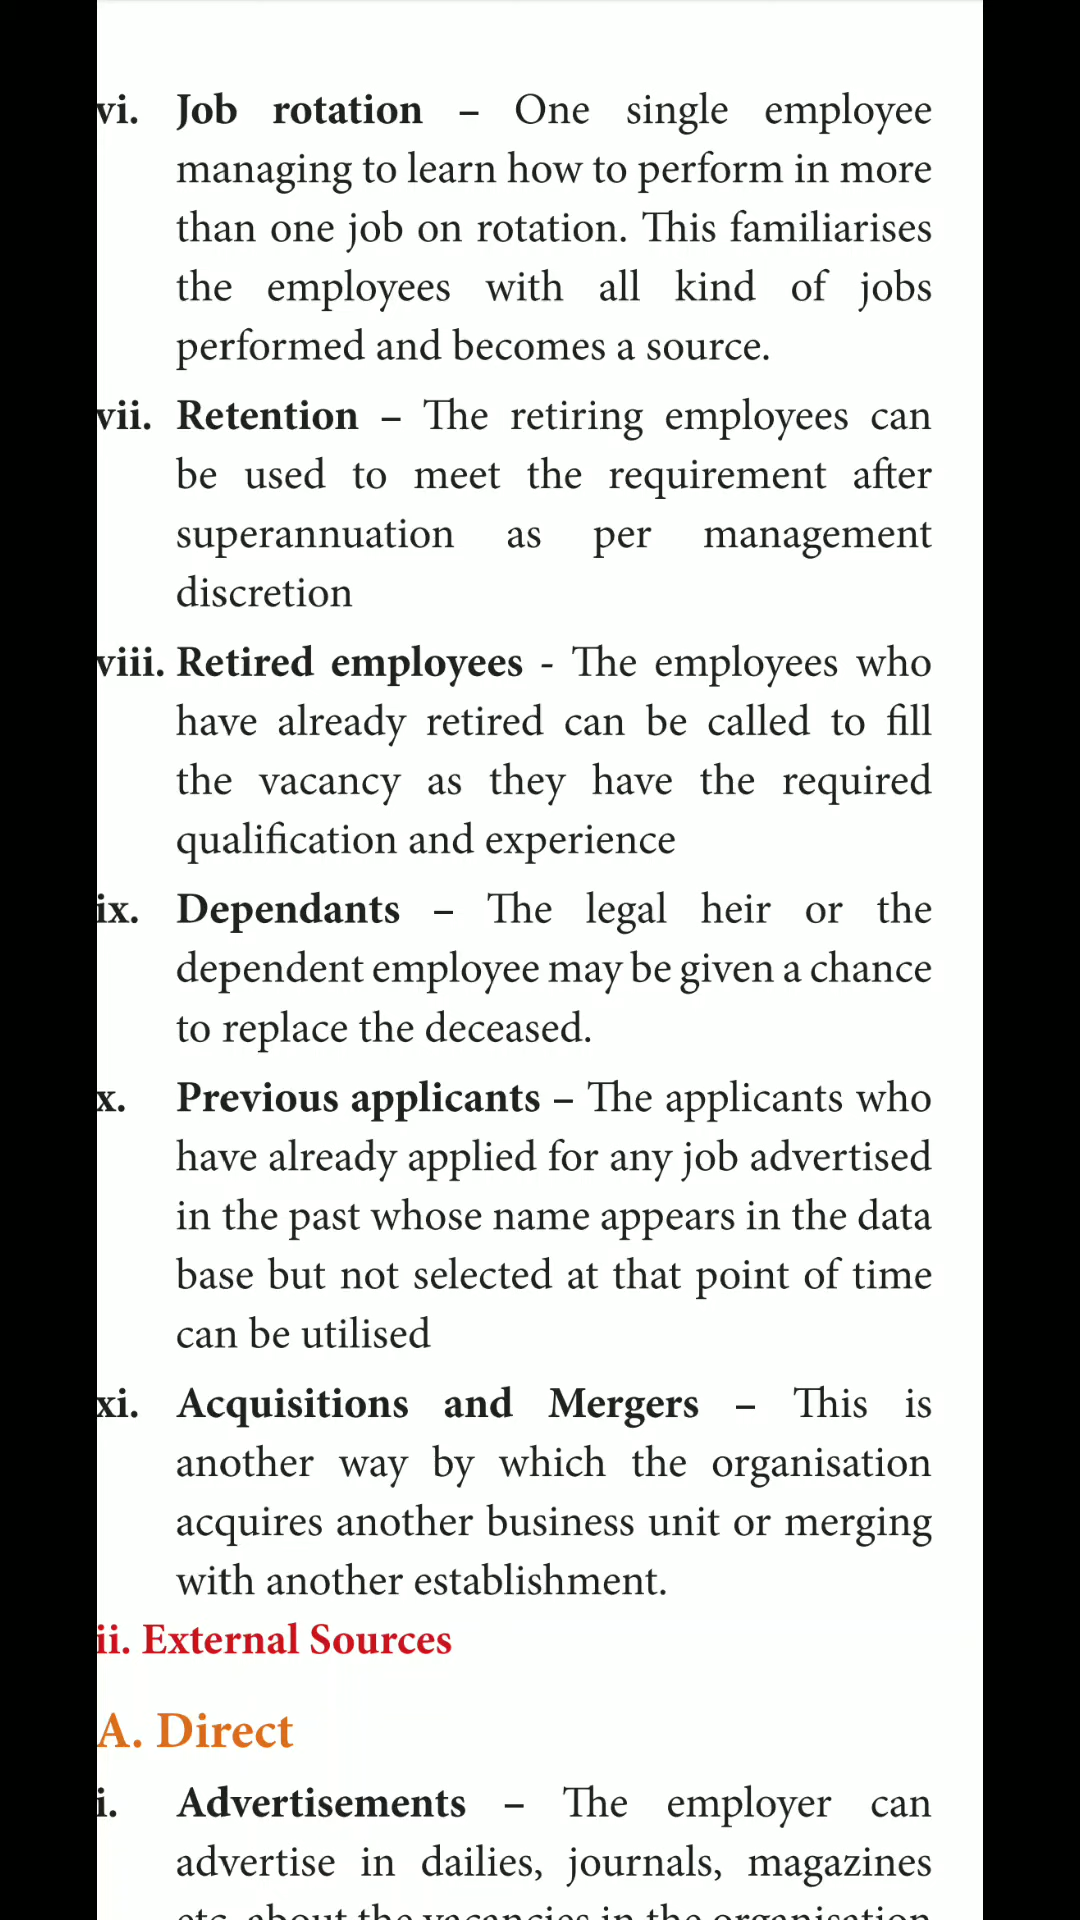 vi. Job rotation – One single employee
managing to learn how to perform in more
than one job on rotation. This familiarises
the employees with all kind of jobs
performed and becomes a source.
vii. Retention – The retiring employees can
be used to meet the requirement after
superannuation as per management
discretion
viii. Retired employees - The employees who
have already retired can be called to fill
the vacancy as they have the required
qualification and experience
ix. Dependants – The legal heir or the
dependent employee may be given a chance
to replace the deceased.
x. Previous applicants – The applicants who
have already applied for any job advertised
in the past whose name appears in the data
base but not selected at that point of time
can be utilised
xi. Acquisitions and Mergers – This is
another way by which the organisation
acquires another business unit or merging
with another establishment.
ii. External Sources
A. Direct
i. Advertisements – The employer can
advertise in dailies, journals, magazines
etc. about the vacancies in the organisation